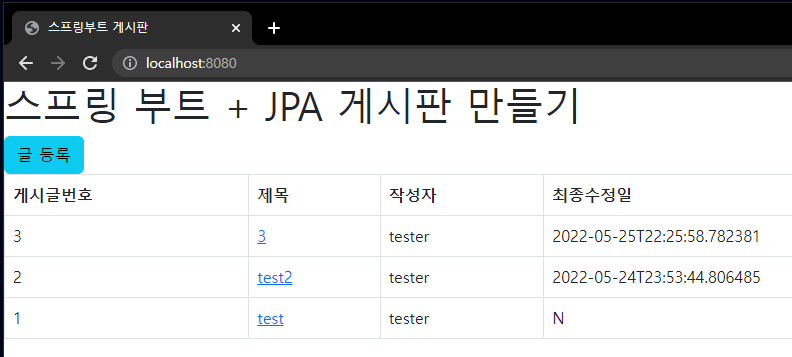 스프링부트 게시판
localhost:8080
스프링 부트 + JPA 게시판 만들기
글 등록
게시글번호 제목 작성자 최종수정일
3 3 tester 2022-05-25T22:25:58.782381
2 test2 tester 2022-05-24T23:53:44.806485
1 test tester N